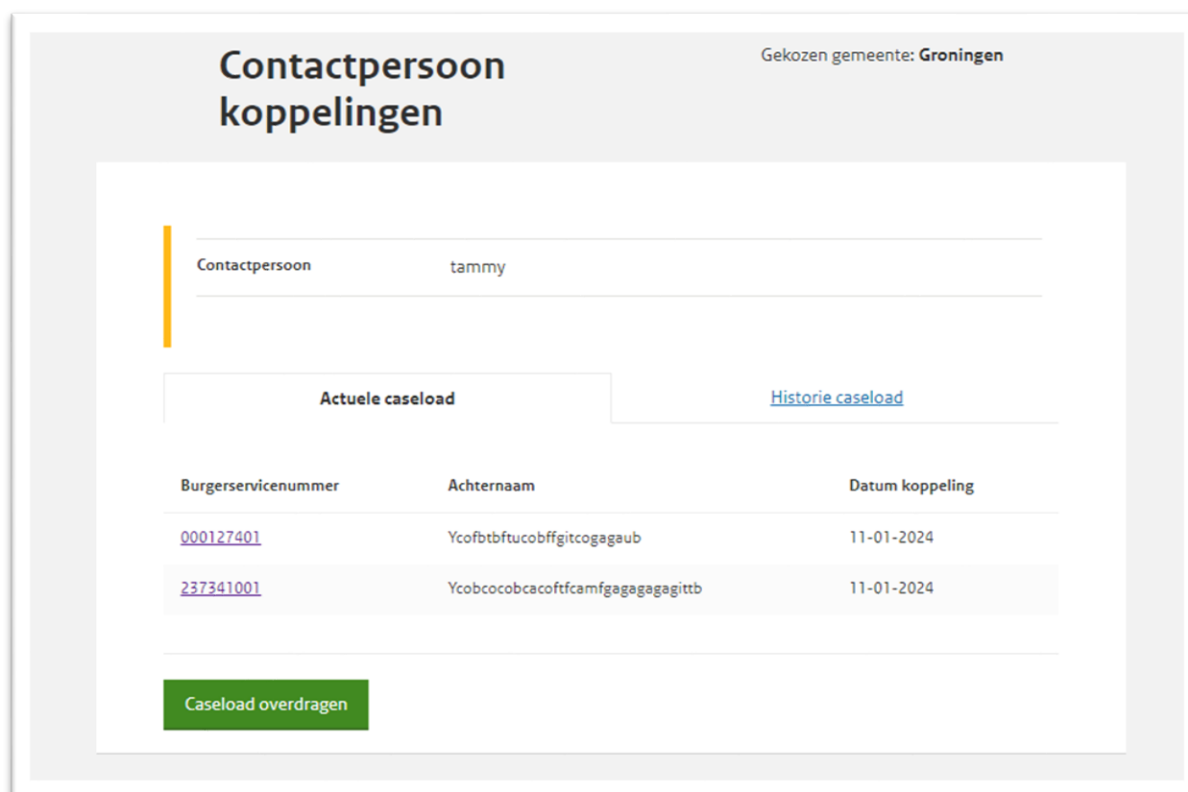 Contactpersoon
koppelingen
Gekozen gemeente: Groningen
Contactpersoon tammy
Actuele caseload Historie caseload
Burgerservicenummer Achternaam Datum koppeling
000127401 Ycofbtbftucobffgitcogagaub 11-01-2024
237341001 Ycobcocobcacoftfcamfgagagagagittb 11-01-2024
Caseload overdragen